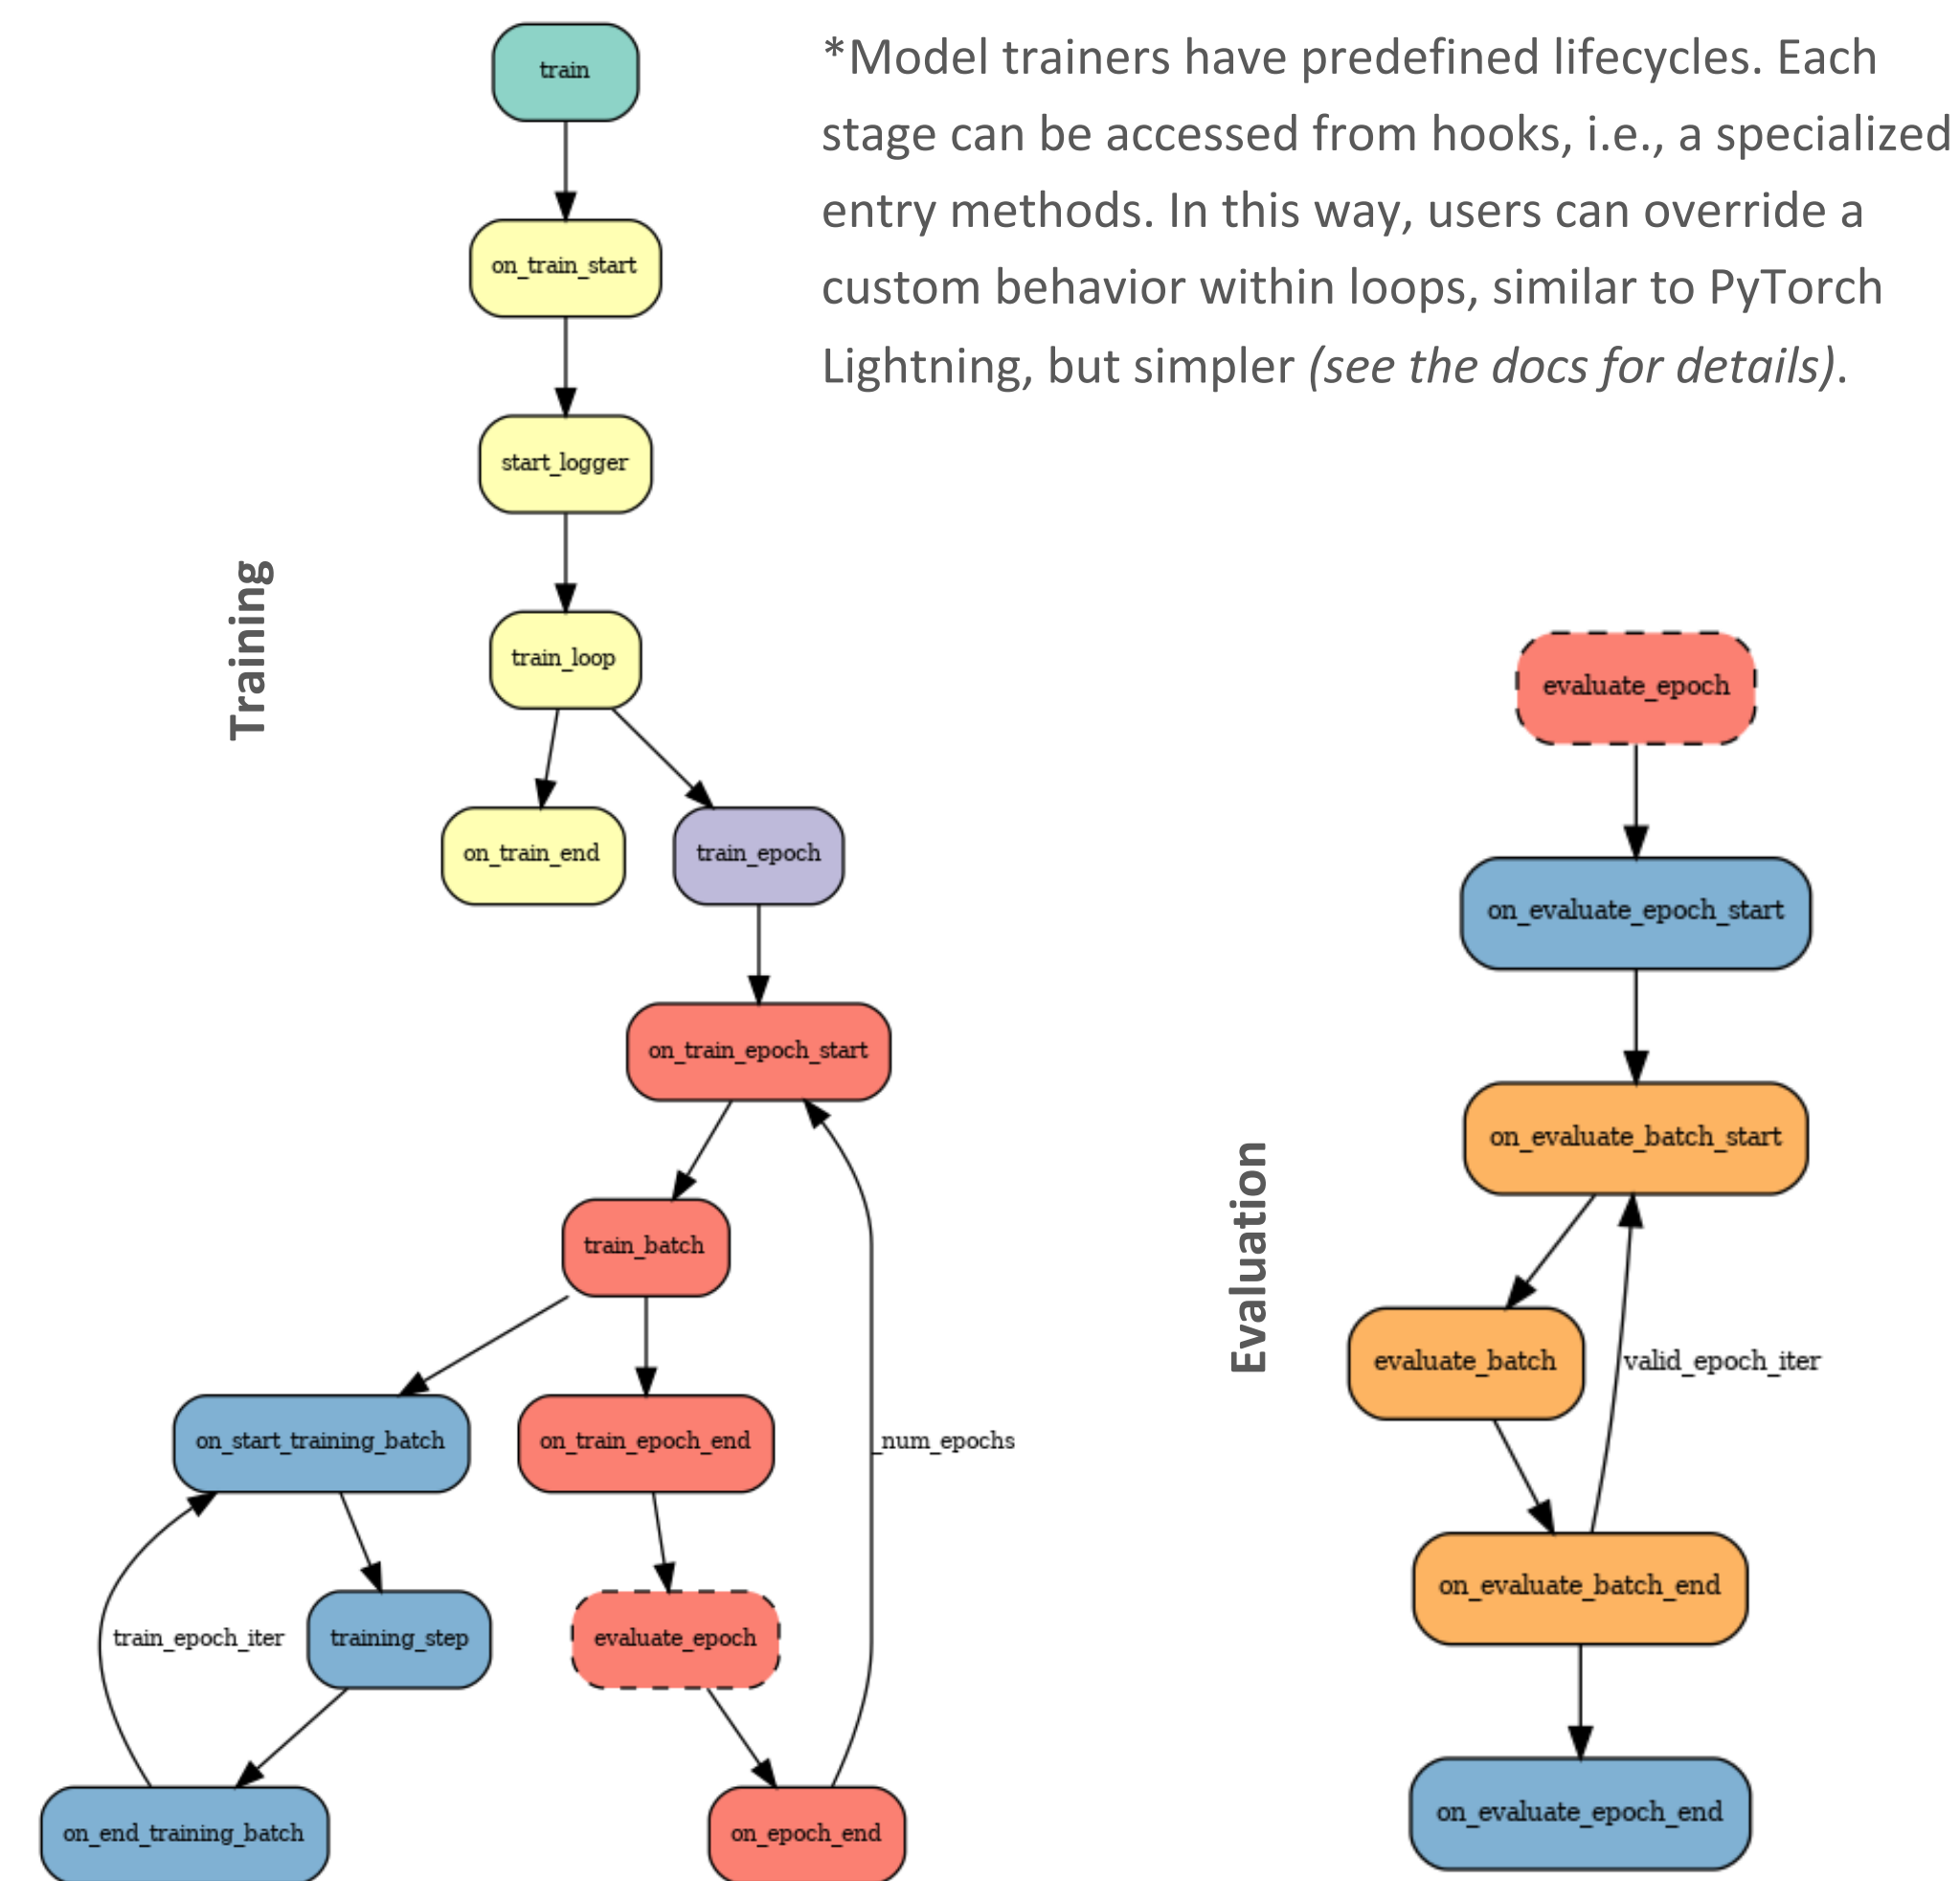 train
*Model trainers have predefined lifecycles. Each
stage can be accessed from hooks, i.e., a specialized
entry methods. In this way, users can override a
custom behavior within loops, similar to PyTorch
Lightning, but simpler (see the docs for details).
on_train_start
start_logger
Training
train_loop
on_train_end
train_epoch
on_train_epoch_start
train_batch
on_start_training_batch
on_train_epoch_end
_num_epochs
train_epoch_iter
training_step
evaluate_epoch
on_end_training_batch
on_epoch_end
Evaluation
evaluate_epoch
on_evaluate_epoch_start
on_evaluate_batch_start
evaluate_batch
valid_epoch_iter
on_evaluate_batch_end
on_evaluate_epoch_end